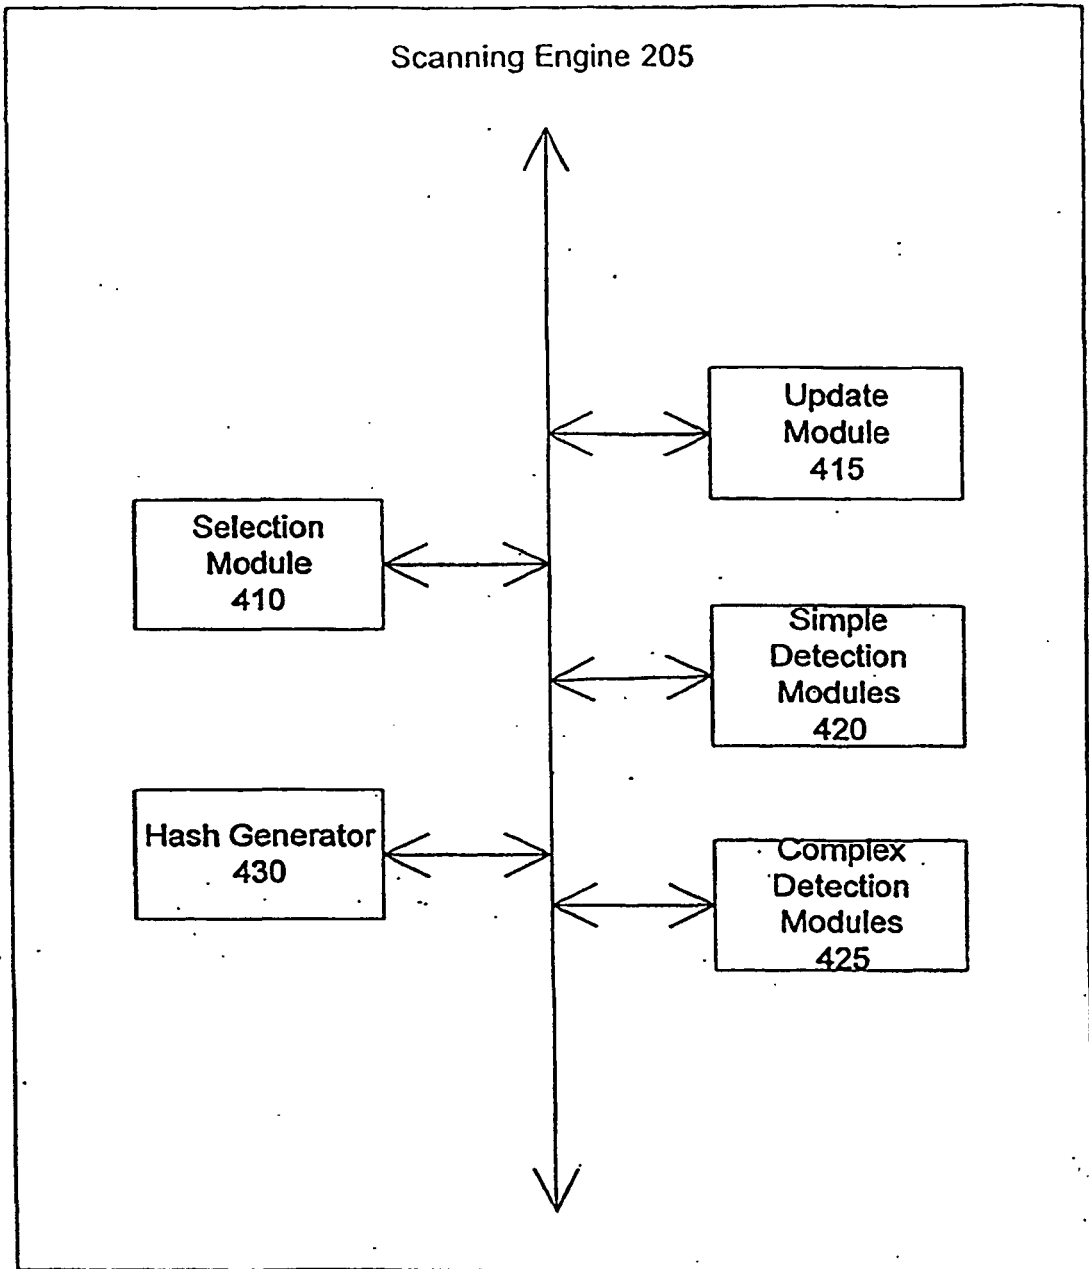 Scanning Engine 205
Update
Module
415
Selection
Module
410
Simple
Detection
Modules
420
Hash Generator
430
Complex
Detection
Modules
425